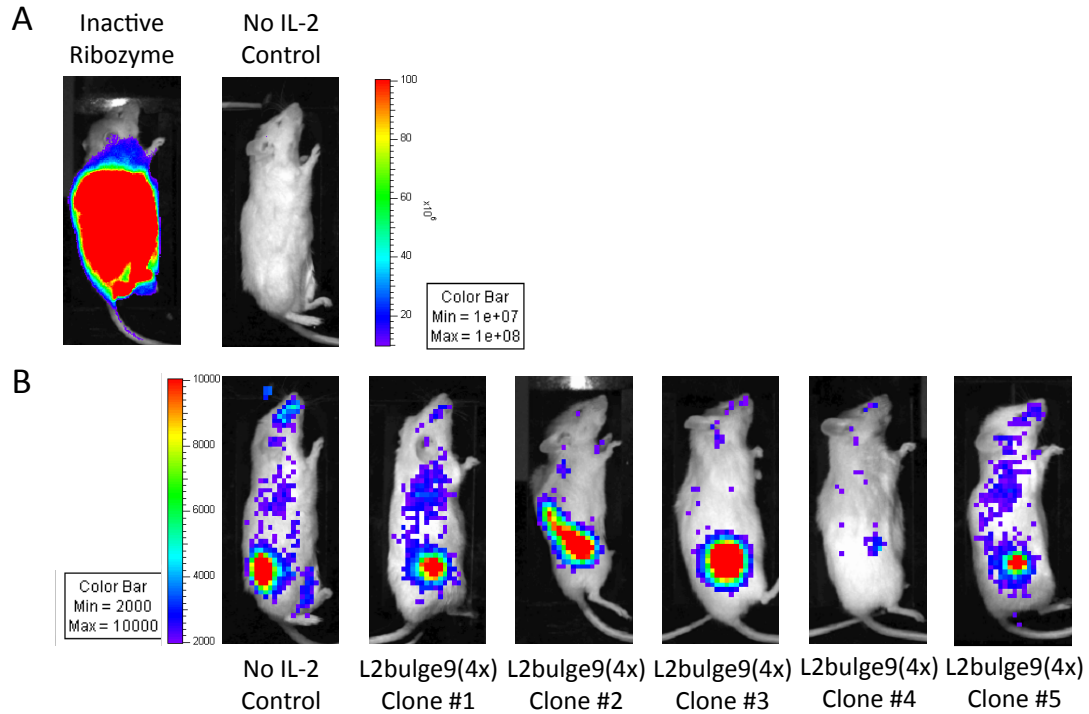 A
Inactive
Ribozyme
No IL-2
Control
100
80
60
40
20
x10⁶
Color Bar
Min = 1e+07
Max = 1e+08
B
10000
8000
6000
4000
2000
Color Bar
Min = 2000
Max = 10000
No IL-2
Control
L2bulge9(4x)
Clone #1
L2bulge9(4x)
Clone #2
L2bulge9(4x)
Clone #3
L2bulge9(4x)
Clone #4
L2bulge9(4x)
Clone #5